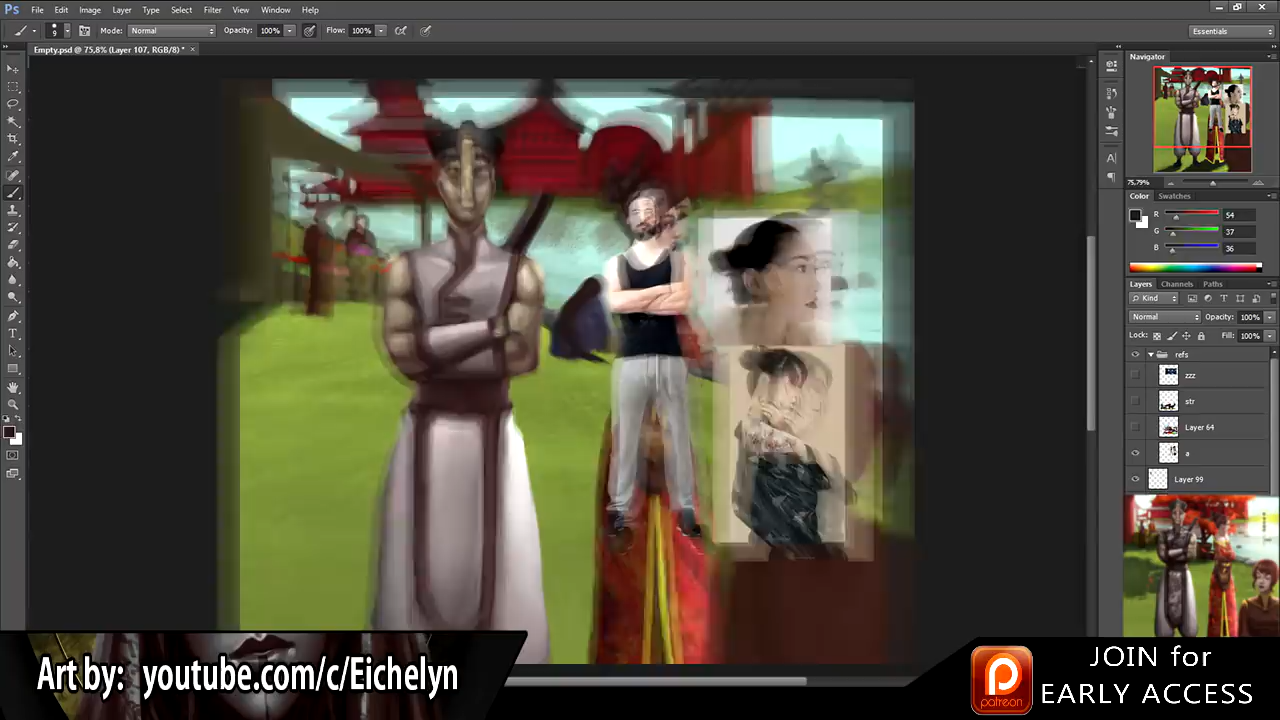 Ps File Edit Image Layer Type Select Filter View Window Help
9 Mode: Normal Opacity: 100% Flow: 100% Essentials
Empty.psd @ 75,8% (Layer 107, RGB/8) * ×
Navigator
75,79%
Color Swatches
R 54
G 37
B 36
Layers Channels Paths
Kind
Normal Opacity: 100%
Lock: Fill: 100%
refs
zzz
str
Layer 64
a
Layer 99
Art by: youtube.com/c/Eichelyn
patreon
JOIN for
EARLY ACCESS